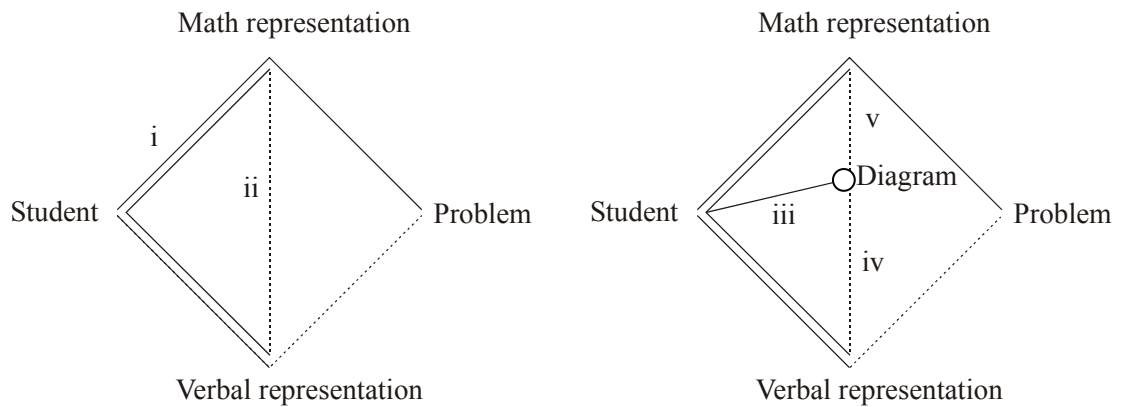 Math representation
i
ii
Student
Problem
Verbal representation
Math representation
v
Diagram
Student
iii
Problem
iv
Verbal representation